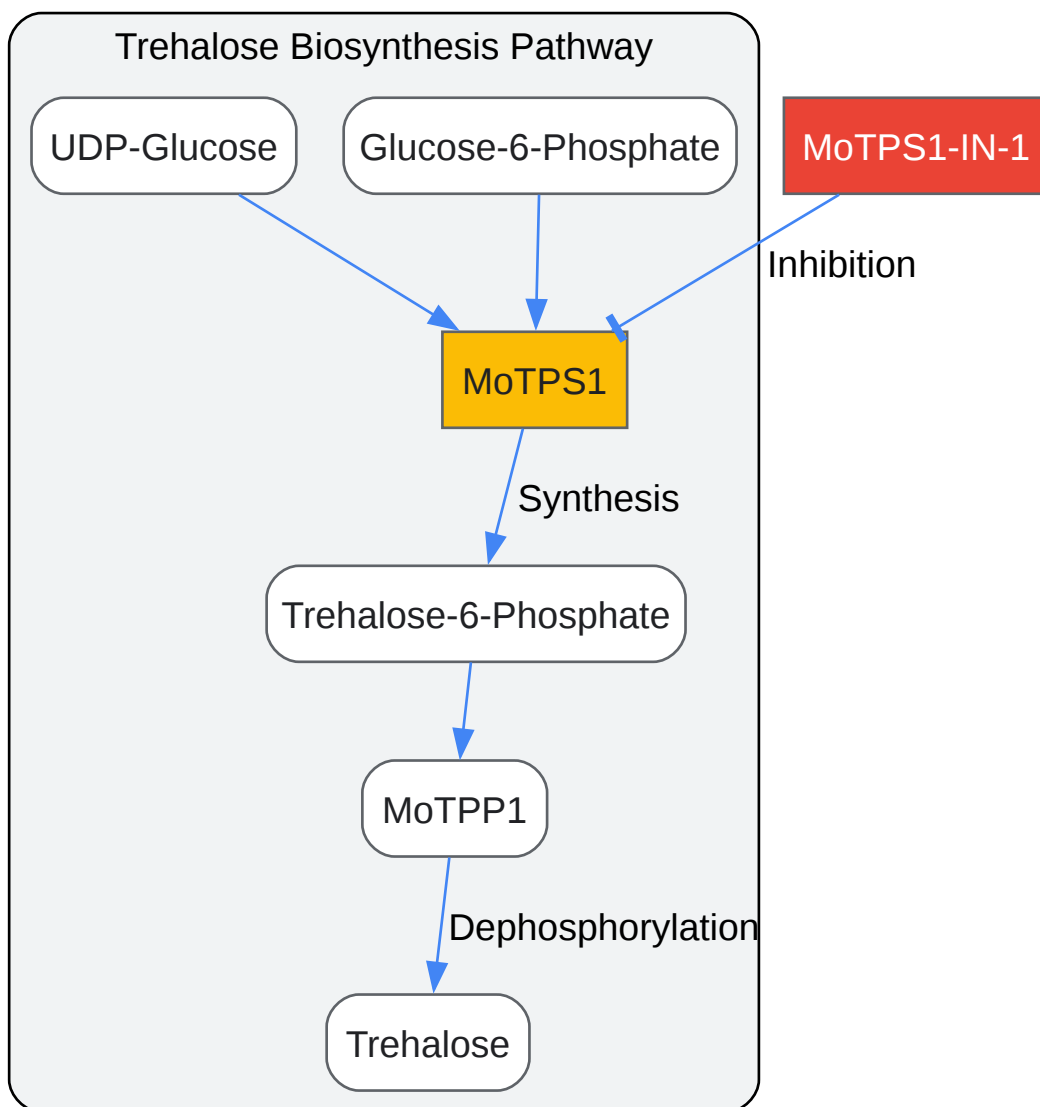 Trehalose Biosynthesis Pathway
UDP-Glucose
Glucose-6-Phosphate
MoTPS1-IN-1
Inhibition
MoTPS1
Synthesis
Trehalose-6-Phosphate
MoTPP1
Dephosphorylation
Trehalose